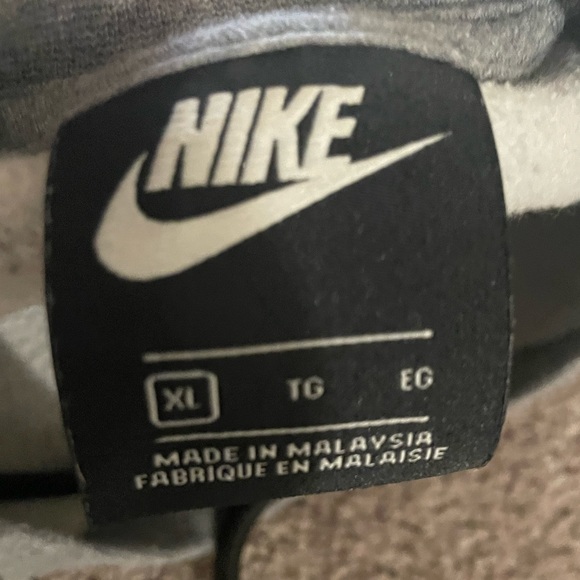 NIKE
XL TG EG
MADE IN MALAYSIA
FABRIQUE EN MALAISIE